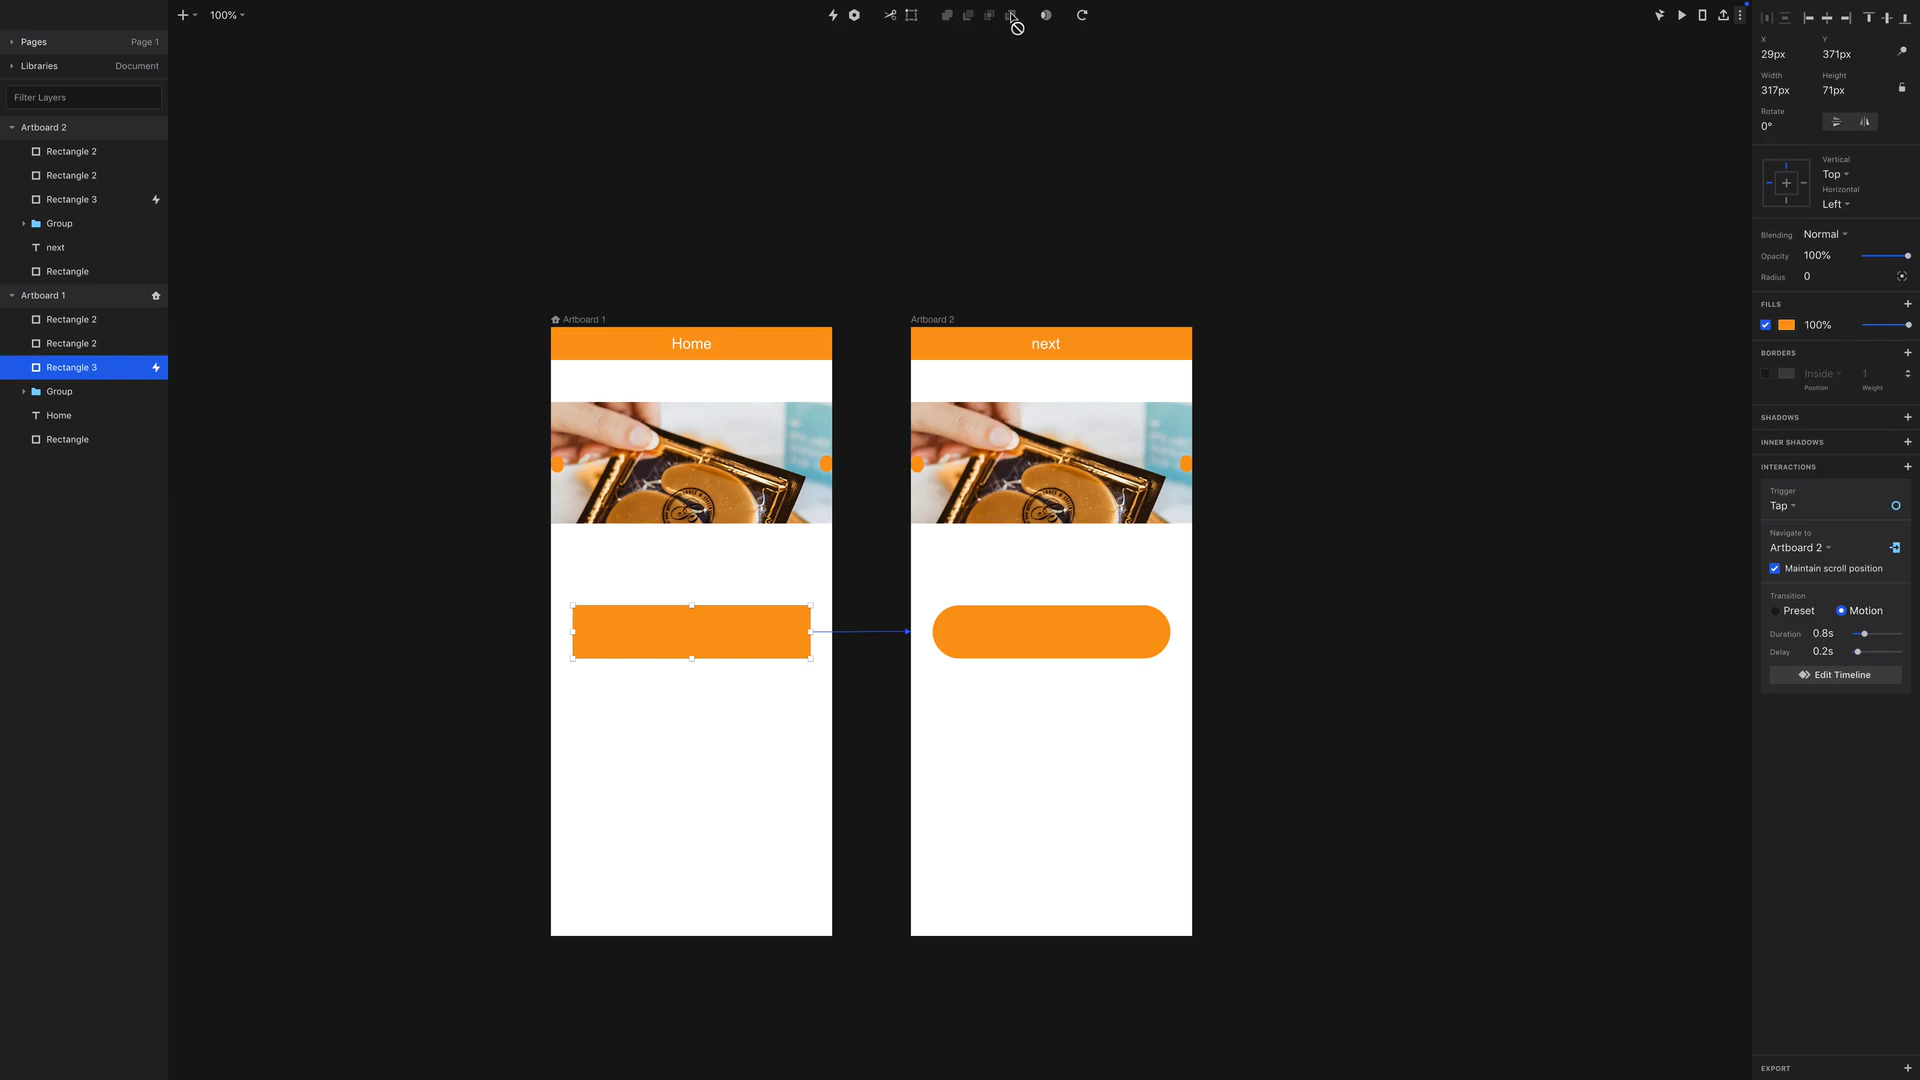 100%
Pages
Page 1
Libraries
Document
Filter Layers
Artboard 2
Rectangle 2
Rectangle 2
Rectangle 3
Group
next
Rectangle
Artboard 1
Rectangle 2
Rectangle 2
Rectangle 3
Group
Home
Rectangle
Artboard 1
Home
Artboard 2
next
X
Y
29px
371px
Width
Height
317px
71px
Rotate
0°
Vertical
Top
Horizontal
Left
Blending
Normal
Opacity
100%
Radius
0
FILLS
100%
BORDERS
Inside
1
Position
Weight
SHADOWS
INNER SHADOWS
INTERACTIONS
Trigger
Tap
Navigate to
Artboard 2
Maintain scroll position
Transition
Preset
Motion
Duration
0.8s
Delay
0.2s
Edit Timeline
EXPORT